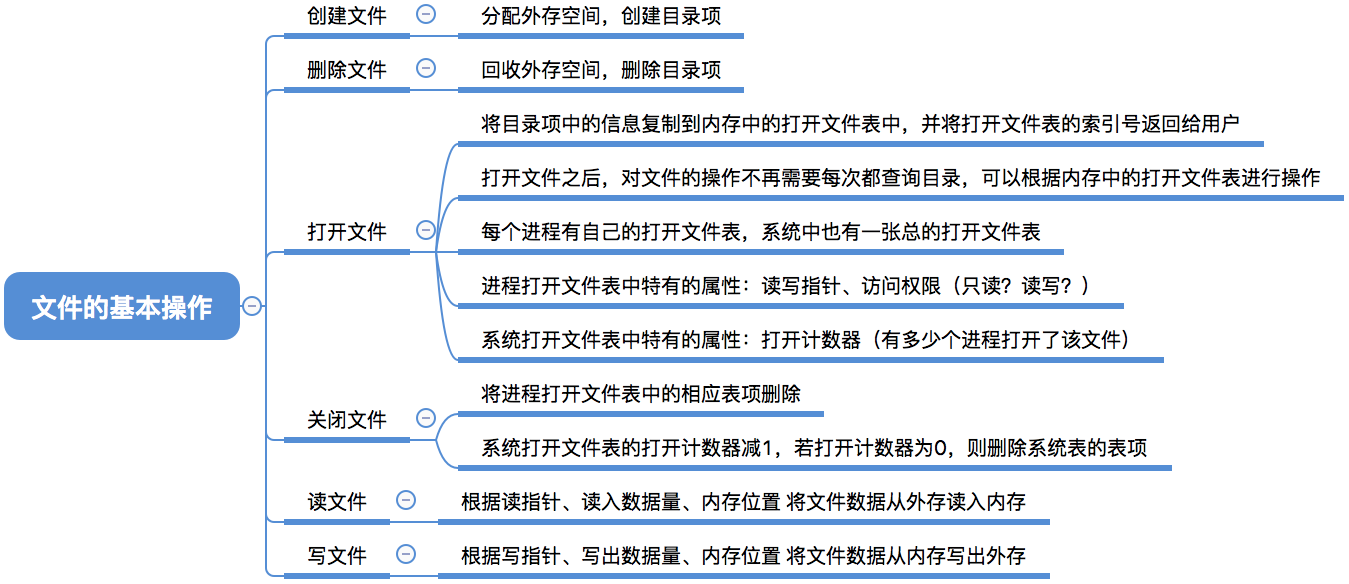 文件的基本操作
创建文件
分配外存空间，创建目录项
删除文件
回收外存空间，删除目录项
打开文件
将目录项中的信息复制到内存中的打开文件表中，并将打开文件表的索引号返回给用户
打开文件之后，对文件的操作不再需要每次都查询目录，可以根据内存中的打开文件表进行操作
每个进程有自己的打开文件表，系统中也有一张总的打开文件表
进程打开文件表中特有的属性：读写指针、访问权限（只读？读写？）
系统打开文件表中特有的属性：打开计数器（有多少个进程打开了该文件）
关闭文件
将进程打开文件表中的相应表项删除
系统打开文件表的打开计数器减1，若打开计数器为0，则删除系统表的表项
读文件
根据读指针、读入数据量、内存位置 将文件数据从外存读入内存
写文件
根据写指针、写出数据量、内存位置 将文件数据从内存写出外存